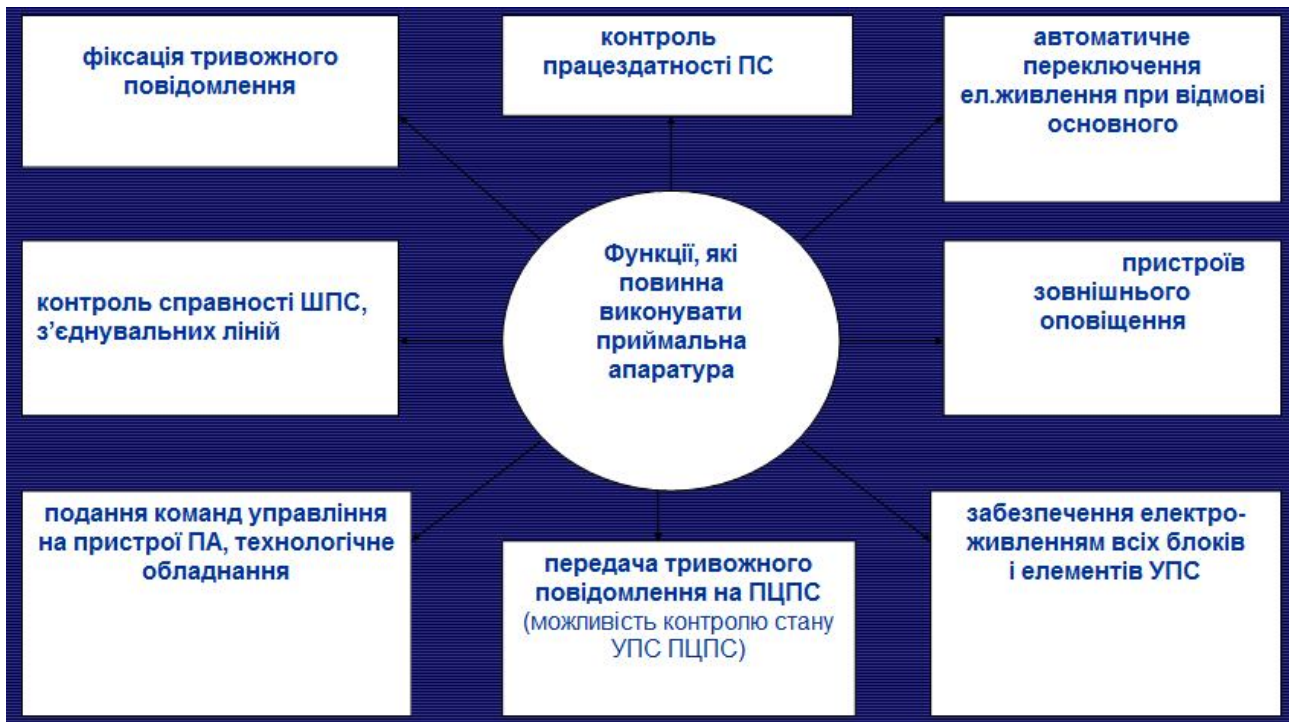 фіксація тривожного
повідомлення
контроль
працездатності ПС
автоматичне
переключення
ел.живлення при відмові
основного
контроль справності ШПС,
з’єднувальних ліній
Функції, які
повинна
виконувати
приймальна
апаратура
пристроїв
зовнішнього
оповіщення
подання команд управління
на пристрої ПА, технологічне
обладнання
передача тривожного
повідомлення на ПЦПС
(можливість контролю стану
УПС ПЦПС)
забезпечення електро-
живленням всіх блоків
і елементів УПС